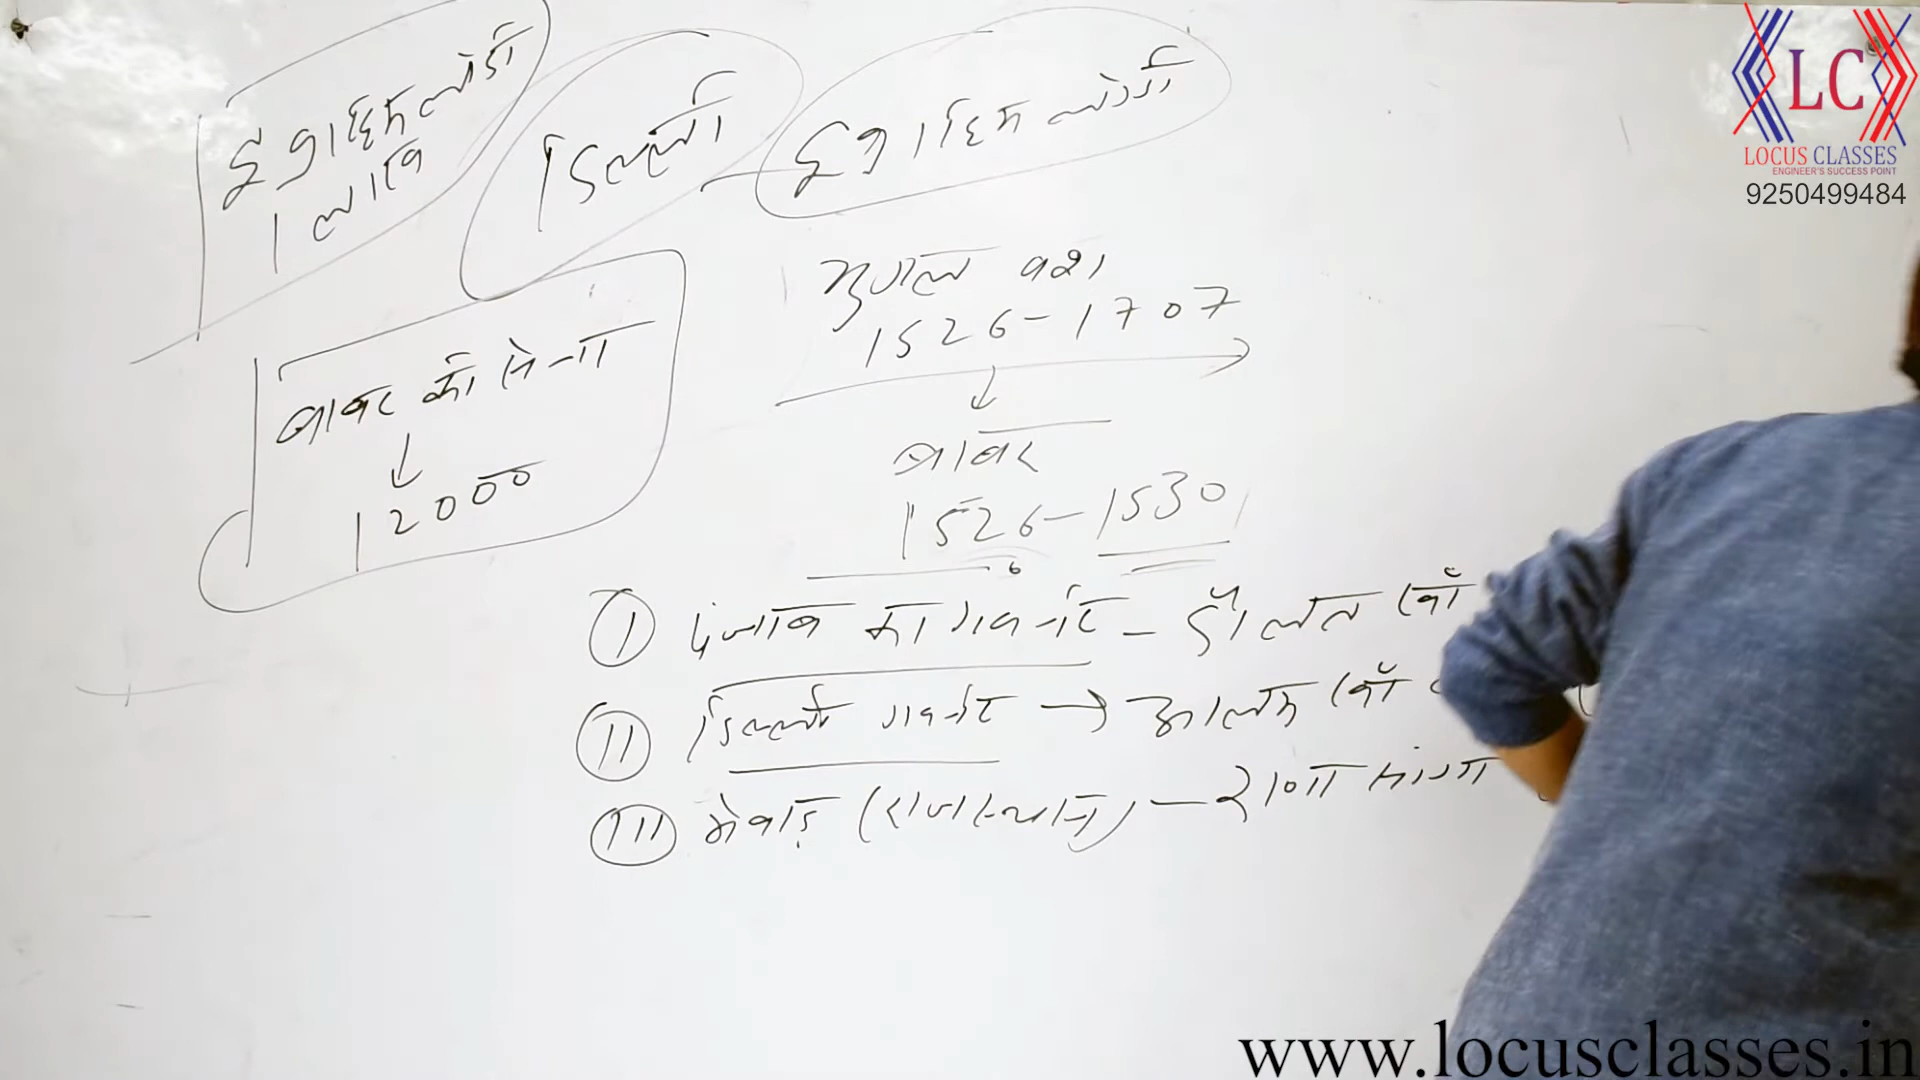 इब्राहिम लोदी
1 लाख
दिल्ली — इब्राहिम लोदी
मुगल वंश
1526-1707
बाबर की सेना
12000
बाबर
1526-1530
I पंजाब का गवर्नर - दौलत खाँ
II दिल्ली गवर्नर → आलम खाँ
III मेवाड़ (राजस्थान) - राणा सांगा
LC
LOCUS CLASSES
ENGINEER'S SUCCESS POINT
9250499484
www.locusclasses.in